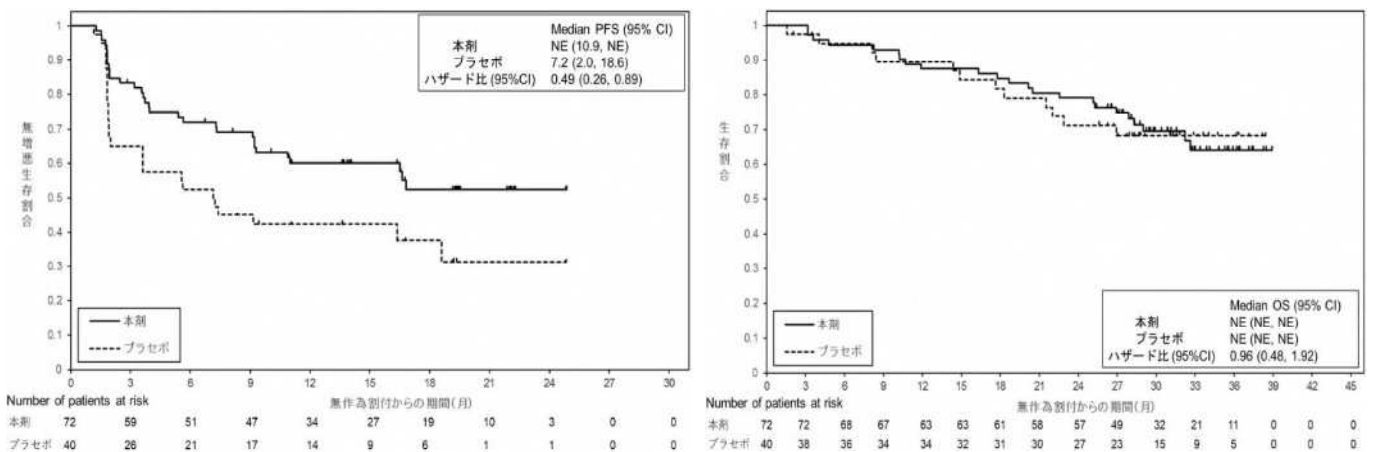 Median PFS (95% CI)
本剤 NE (10.9, NE)
プラセボ 7.2 (2.0, 18.6)
ハザード比 (95%CI) 0.49 (0.26, 0.89)
無増悪生存割合
1
0.9
0.8
0.7
0.6
0.5
0.4
0.3
0.2
0.1
0
本剤
プラセボ
0 3 6 9 12 15 18 21 24 27 30
Number of patients at risk
無作為割付からの期間(月)
本剤 72 59 51 47 34 27 19 10 3 0 0
プラセボ 40 26 21 17 14 9 6 1 1 0 0
生存割合
1
0.9
0.8
0.7
0.6
0.5
0.4
0.3
0.2
0.1
0
Median OS (95% CI)
本剤 NE (NE, NE)
プラセボ NE (NE, NE)
ハザード比 (95%CI) 0.96 (0.48, 1.92)
本剤
プラセボ
0 3 6 9 12 15 18 21 24 27 30 33 36 39 42 45
Number of patients at risk
無作為割付からの期間(月)
本剤 72 72 68 67 63 63 61 58 57 49 32 21 11 0 0 0
プラセボ 40 38 36 34 34 32 31 30 27 23 15 9 5 0 0 0